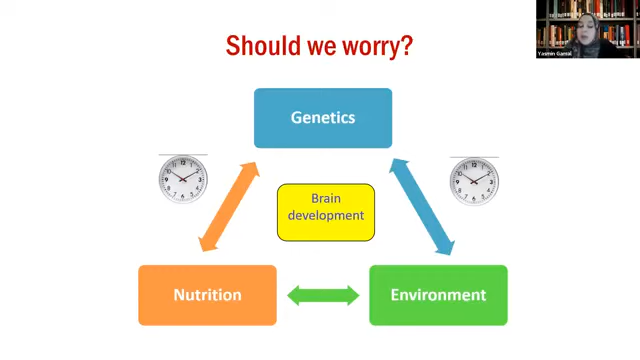 Should we worry?
Yasmin Gamal
Genetics
Brain
development
Nutrition
Environment